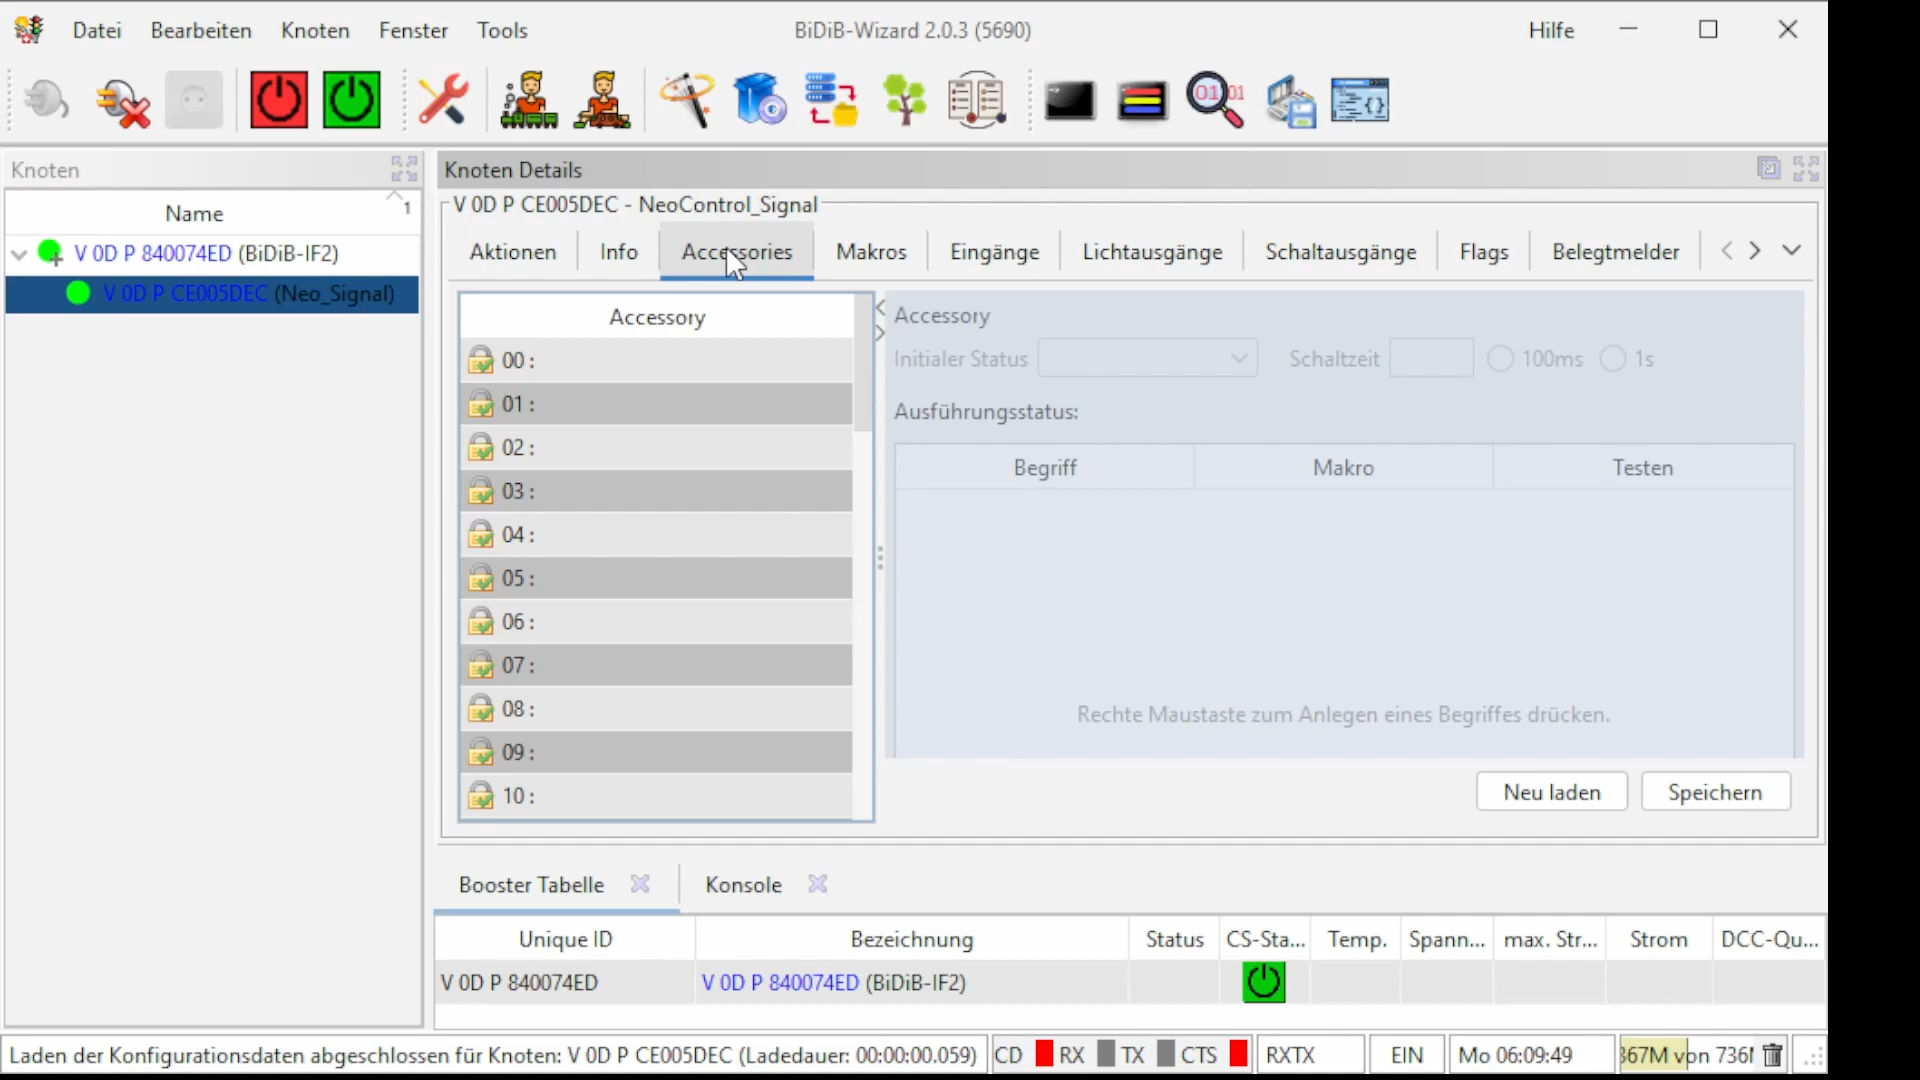 Datei Bearbeiten Knoten Fenster Tools BiDiB-Wizard 2.0.3 (5690) Hilfe
Knoten
Name 1
V 0D P 840074ED (BiDiB-IF2)
V 0D P CE005DEC (Neo_Signal)
Knoten Details
V 0D P CE005DEC - NeoControl_Signal
Aktionen Info Accessories Makros Eingänge Lichtausgänge Schaltausgänge Flags Belegtmelder
Accessory
00 :
01 :
02 :
03 :
04 :
05 :
06 :
07 :
08 :
09 :
10 :
Accessory
Initialer Status Schaltzeit 100ms 1s
Ausführungsstatus:
Begriff Makro Testen
Rechte Maustaste zum Anlegen eines Begriffes drücken.
Neu laden Speichern
Booster Tabelle Konsole
Unique ID Bezeichnung Status CS-Sta... Temp. Spann... max. Str... Strom DCC-Qu...
V 0D P 840074ED V 0D P 840074ED (BiDiB-IF2)
Laden der Konfigurationsdaten abgeschlossen für Knoten: V 0D P CE005DEC (Ladedauer: 00:00:00.059) CD RX TX CTS RXTX EIN Mo 06:09:49 367M von 736M